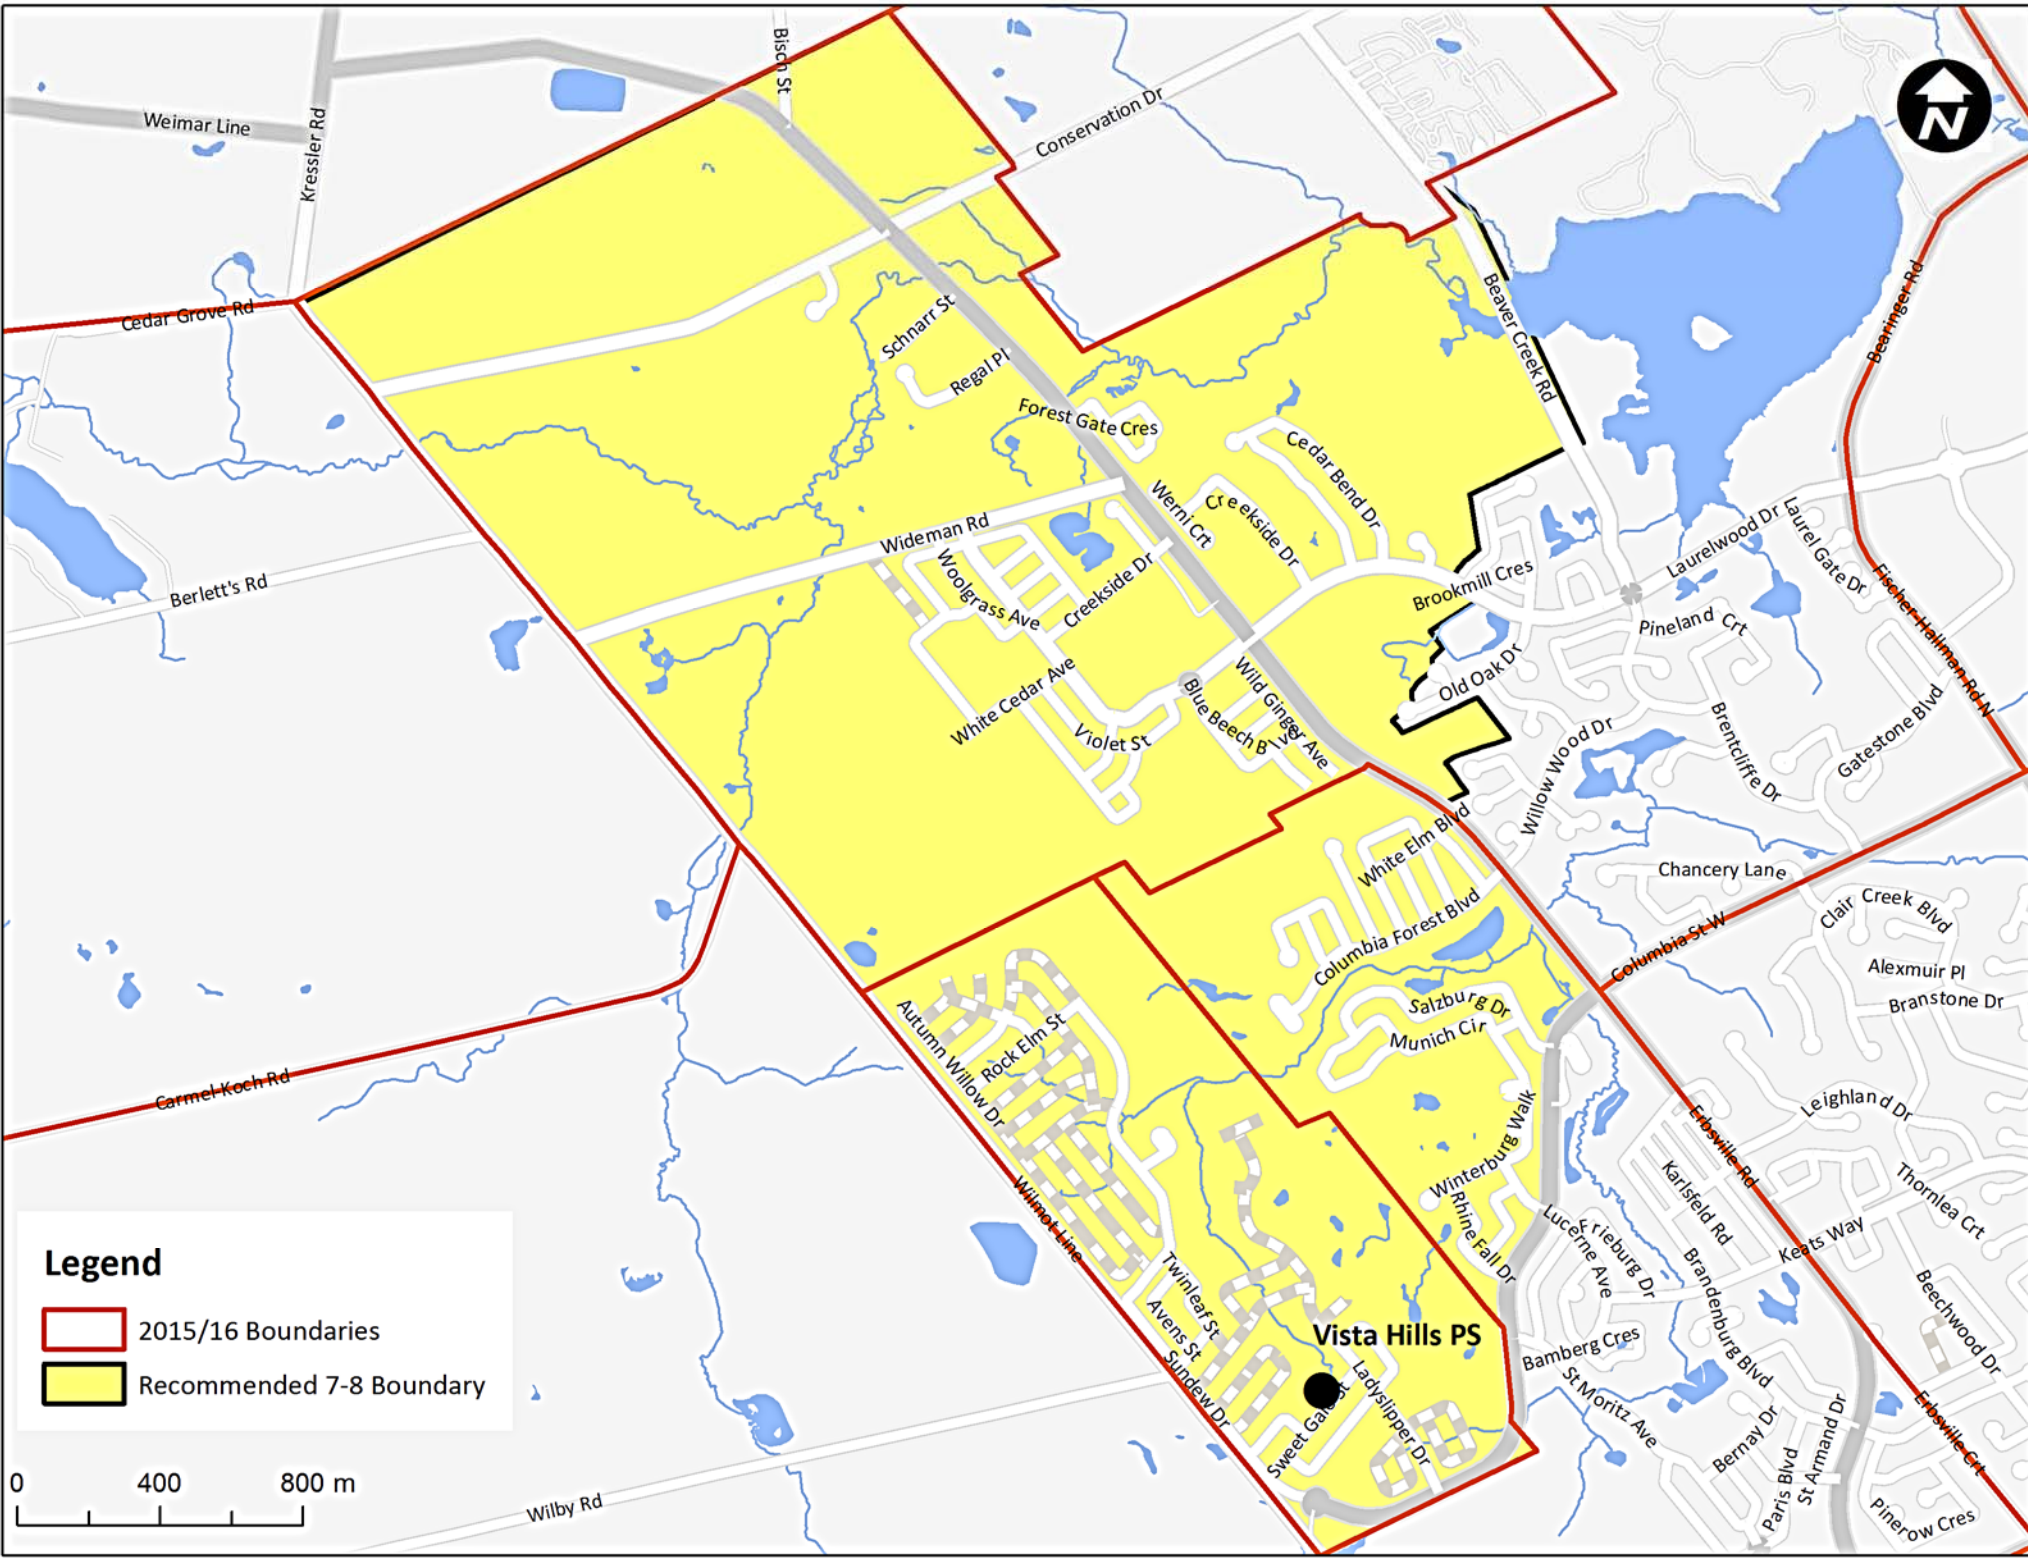 Bisch St
N
Weimar Line
Kressler Rd
Conservation Dr
Cedar Grove Rd
Beaver Creek Rd
Bearinger Rd
Schnarr St
Regal Pl
Forest Gate Cres
Cedar Bend Dr
Werni Crt
Creekside Dr
Wideman Rd
Laurelwood Dr
Laurel Gate Dr
Woolgrass Ave
Creekside Dr
Berlett's Rd
Brookmill Cres
Fischer-Hallman Rd N
Pineland Crt
White Cedar Ave
Old Oak Dr
Wild Ginger Ave
Blue Beech Blvd
Violet St
Willow Wood Dr
Brentcliffe Dr
Gatestone Blvd
White Elm Blvd
Chancery Lane
Clair Creek Blvd
Columbia Forest Blvd
Columbia St W
Alexmuir Pl
Branstone Dr
Salzburg Dr
Munich Cir
Autumn Willow Dr
Rock Elm St
Carmel-Koch Rd
Leighland Dr
Erbsville Rd
Winterburg Walk
Karlsfeld Rd
Thornlea Crt
Wilmot Line
Rhine Fall Dr
Lucerne Ave
Frieburg Dr
Keats Way
Brandenburg Blvd
Beechwood Dr
Twinleaf St
Avens St
Vista Hills PS
Bamberg Cres
Sundew Dr
Ladyslipper Dr
Sweet Gale St
St Moritz Ave
Bernay Dr
St Armand Dr
Paris Blvd
Erbsville Crt
Pinerow Cres
Wilby Rd
Legend
2015/16 Boundaries
Recommended 7-8 Boundary
0 400 800 m